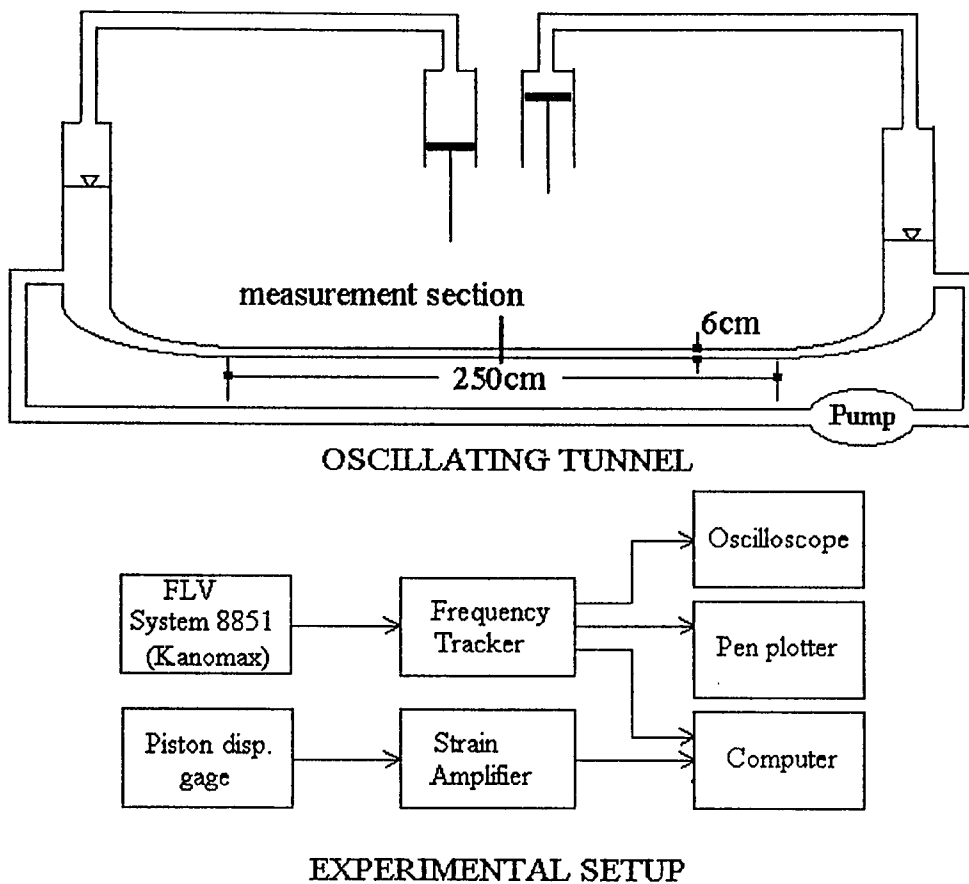 measurement section
6cm
250cm
Pump
OSCILLATING TUNNEL
FLV
System 8851
(Kanomax)
Frequency
Tracker
Oscilloscope
Pen plotter
Piston disp.
gage
Strain
Amplifier
Computer
EXPERIMENTAL SETUP